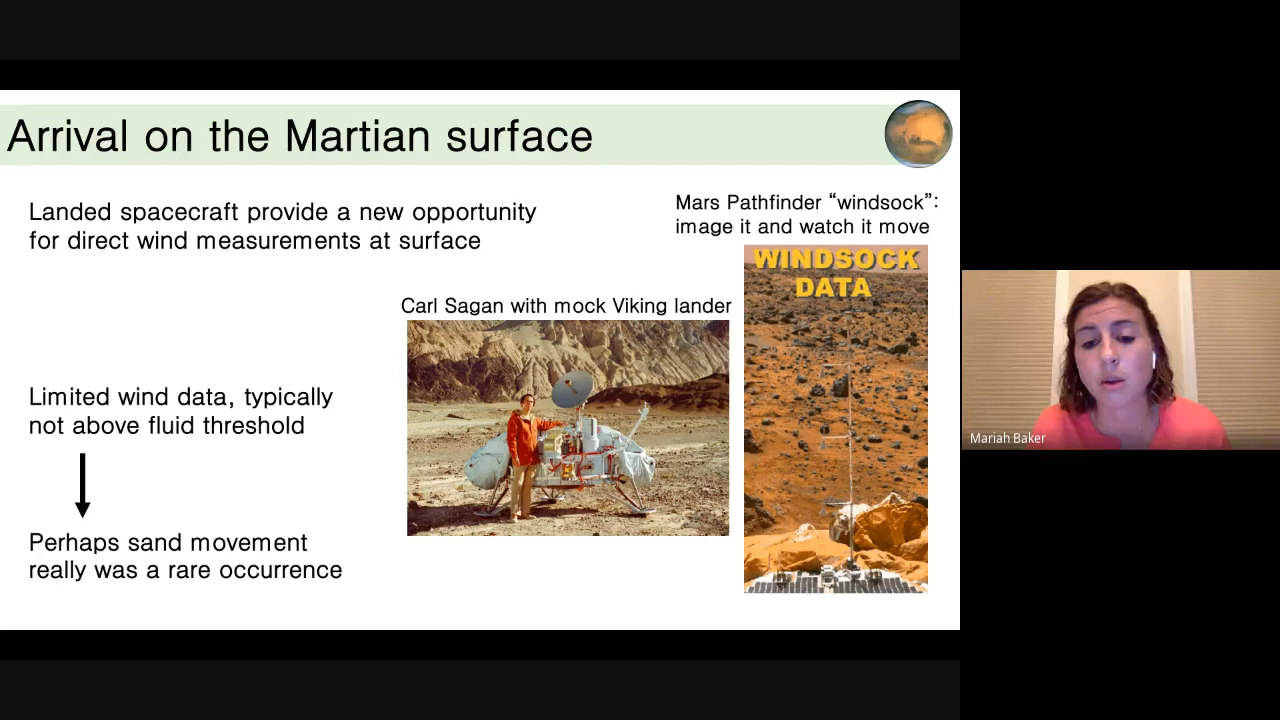 Arrival on the Martian surface
Landed spacecraft provide a new opportunity
for direct wind measurements at surface
Mars Pathfinder “windsock”:
image it and watch it move
WINDSOCK
DATA
Carl Sagan with mock Viking lander
Limited wind data, typically
not above fluid threshold
Perhaps sand movement
really was a rare occurrence
Mariah Baker